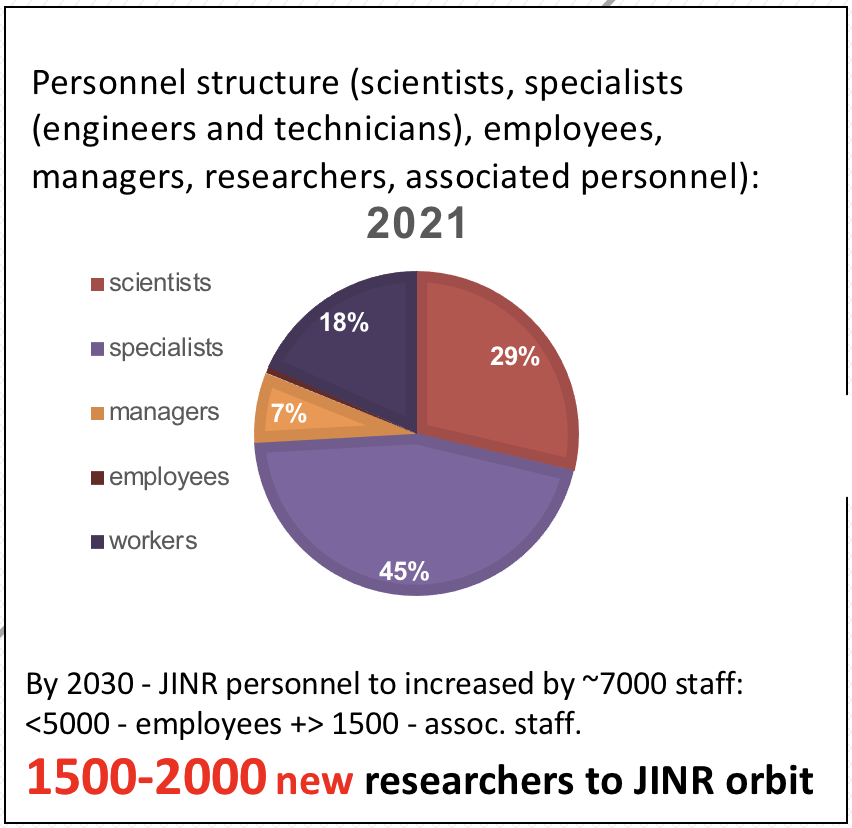 Personnel structure (scientists, specialists
(engineers and technicians), employees,
managers, researchers, associated personnel):
2021
scientists
specialists
managers
employees
workers
18%
29%
7%
45%
By 2030 - JINR personnel to increased by ~7000 staff:
<5000 - employees +> 1500 - assoc. staff.
1500-2000 new researchers to JINR orbit